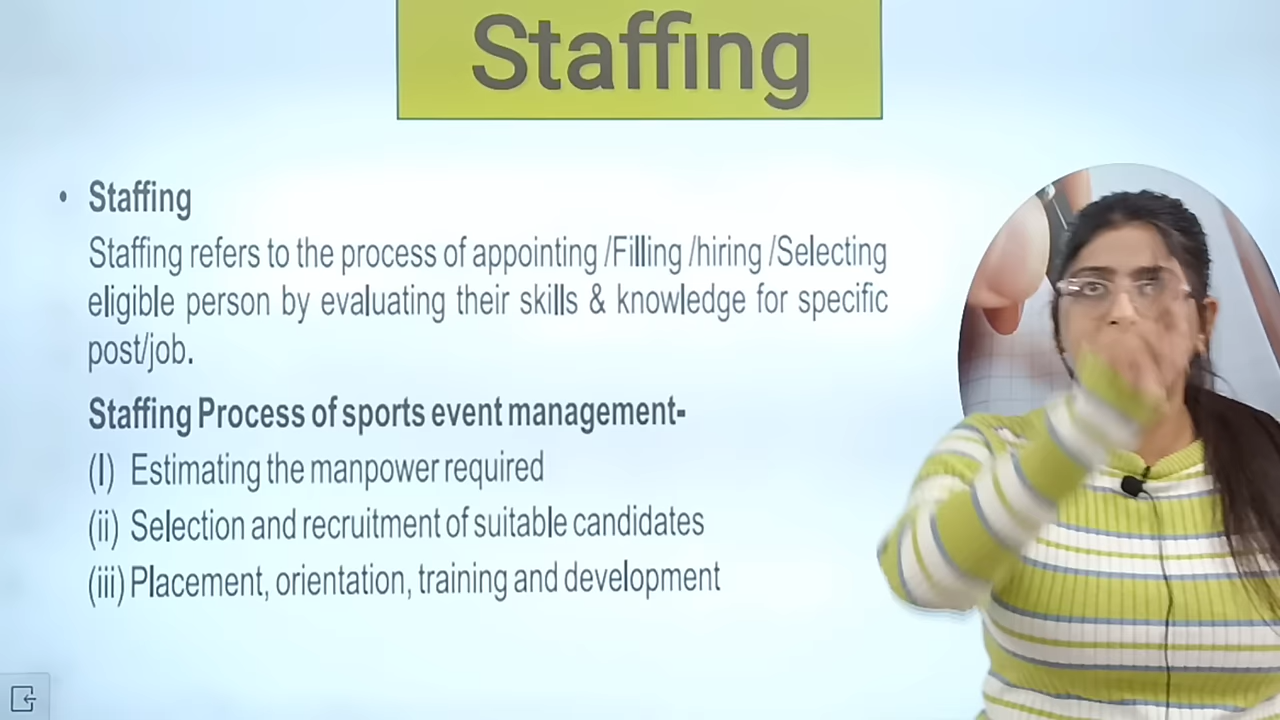 Staffing
• Staffing
Staffing refers to the process of appointing /Filling /hiring /Selecting
eligible person by evaluating their skills & knowledge for specific
post/job.
Staffing Process of sports event management-
(I) Estimating the manpower required
(ii) Selection and recruitment of suitable candidates
(iii) Placement, orientation, training and development